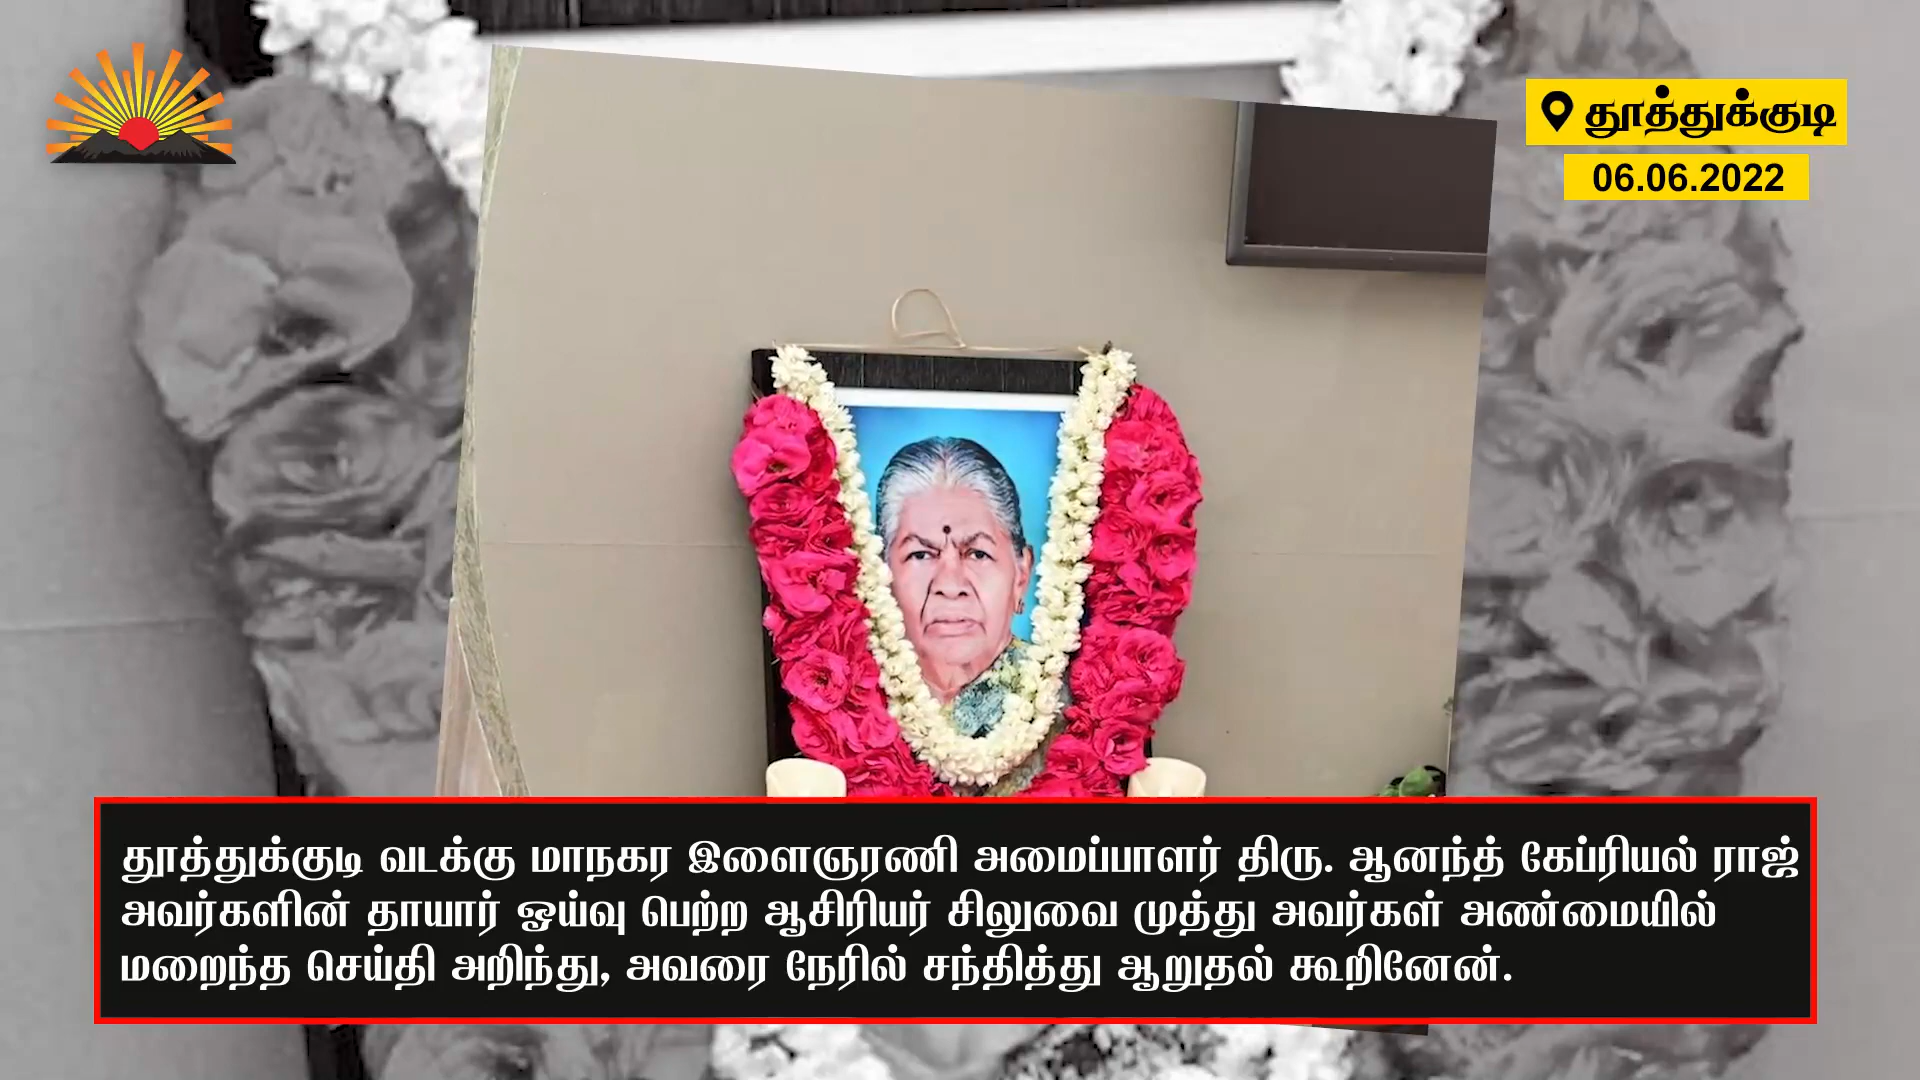 தூத்துக்குடி
06.06.2022
தூத்துக்குடி வடக்கு மாநகர இளைஞரணி அமைப்பாளர் திரு. ஆனந்த் கேப்ரியல் ராஜ்
அவர்களின் தாயார் ஓய்வு பெற்ற ஆசிரியர் சிலுவை முத்து அவர்கள் அண்மையில்
மறைந்த செய்தி அறிந்து, அவரை நேரில் சந்தித்து ஆறுதல் கூறினேன்.